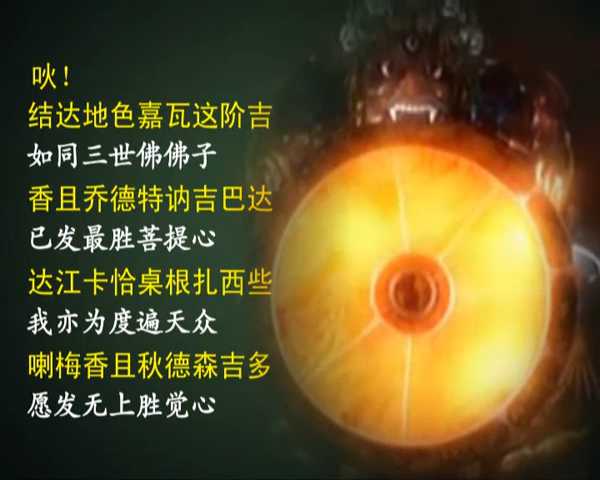 吙！
结达地色嘉瓦这阶吉
如同三世佛佛子
香且乔德特讷吉巴达
已发最胜菩提心
达江卡恰桌根扎西些
我亦为度遍天众
喇梅香且秋德森吉多
愿发无上胜觉心